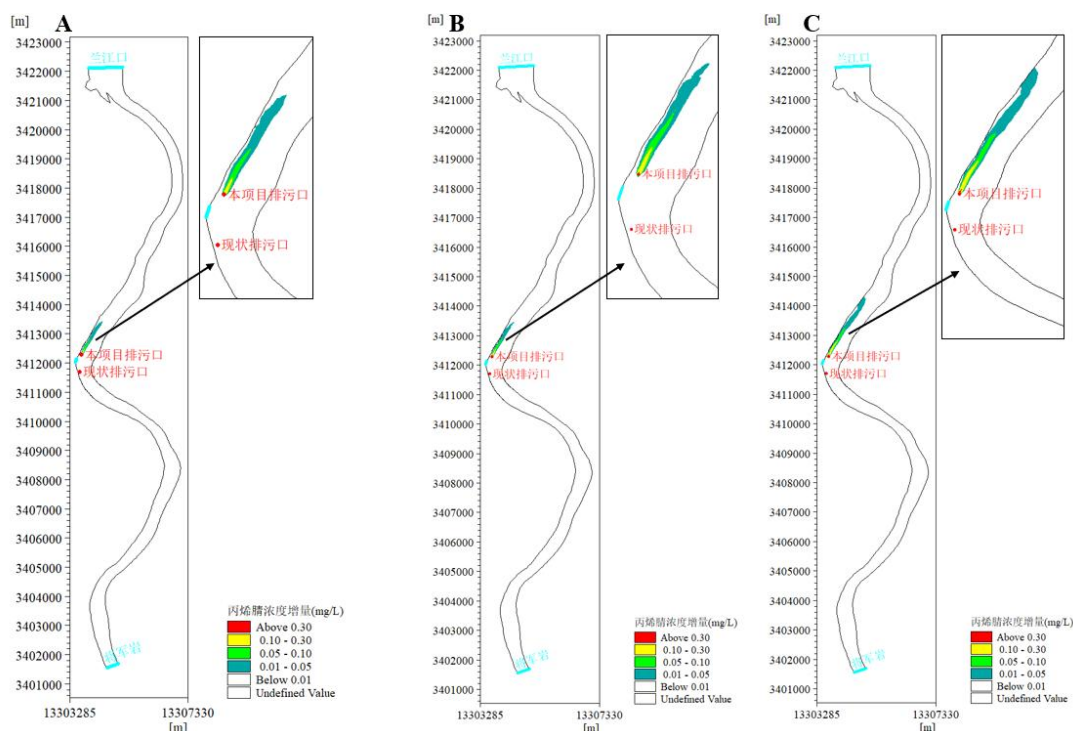 [m]
A
3423000
3422000
3421000
3420000
3419000
3418000
3417000
3416000
3415000
3414000
3413000
3412000
3411000
3410000
3409000
3408000
3407000
3406000
3405000
3404000
3403000
3402000
3401000
兰江口
本项目排污口
现状排污口
本项目排污口
现状排污口
将军岩
丙烯腈浓度增量(mg/L)
Above 0.30
0.10 - 0.30
0.05 - 0.10
0.01 - 0.05
Below 0.01
Undefined Value
13303285
13307330
[m]
[m]
B
3423000
3422000
3421000
3420000
3419000
3418000
3417000
3416000
3415000
3414000
3413000
3412000
3411000
3410000
3409000
3408000
3407000
3406000
3405000
3404000
3403000
3402000
3401000
兰江口
本项目排污口
现状排污口
本项目排污口
现状排污口
将军岩
丙烯腈浓度增量(mg/L)
Above 0.30
0.10 - 0.30
0.05 - 0.10
0.01 - 0.05
Below 0.01
Undefined Value
13303285
13307330
[m]
[m]
C
3423000
3422000
3421000
3420000
3419000
3418000
3417000
3416000
3415000
3414000
3413000
3412000
3411000
3410000
3409000
3408000
3407000
3406000
3405000
3404000
3403000
3402000
3401000
兰江口
本项目排污口
现状排污口
本项目排污口
现状排污口
将军岩
丙烯腈浓度增量(mg/L)
Above 0.30
0.10 - 0.30
0.05 - 0.10
0.01 - 0.05
Below 0.01
Undefined Value
13303285
13307330
[m]